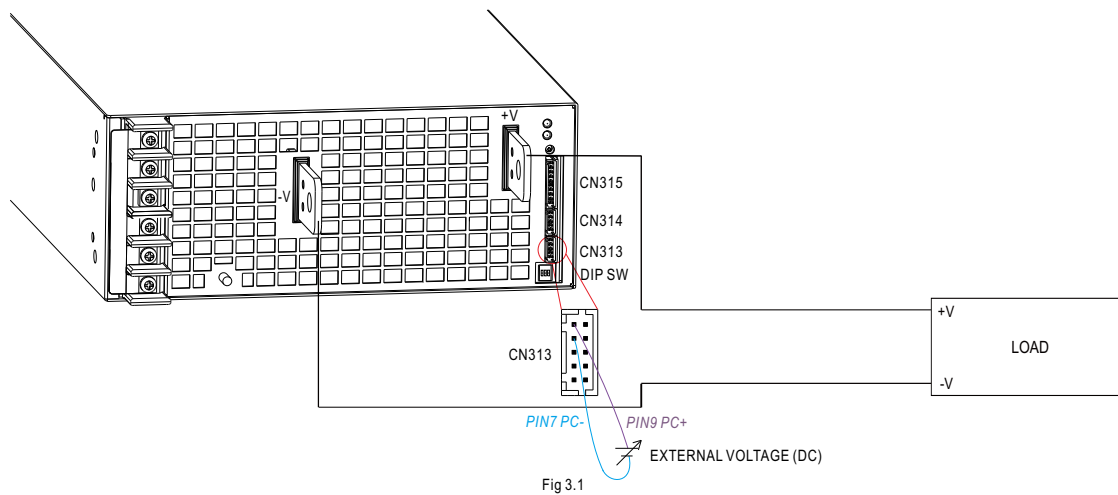 +V
-V
CN315
CN314
CN313
DIP SW
CN313
PIN7 PC-
PIN9 PC+
EXTERNAL VOLTAGE (DC)
+V
LOAD
-V
Fig 3.1